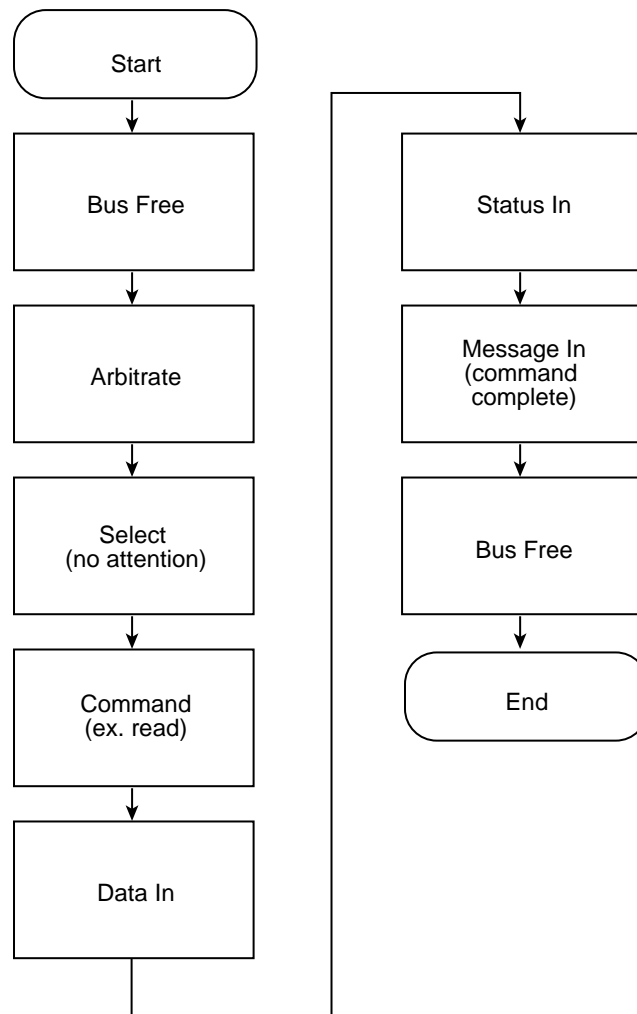 Start
Bus Free
Arbitrate
Select
(no attention)
Command
(ex. read)
Data In
Status In
Message In
(command
complete)
Bus Free
End